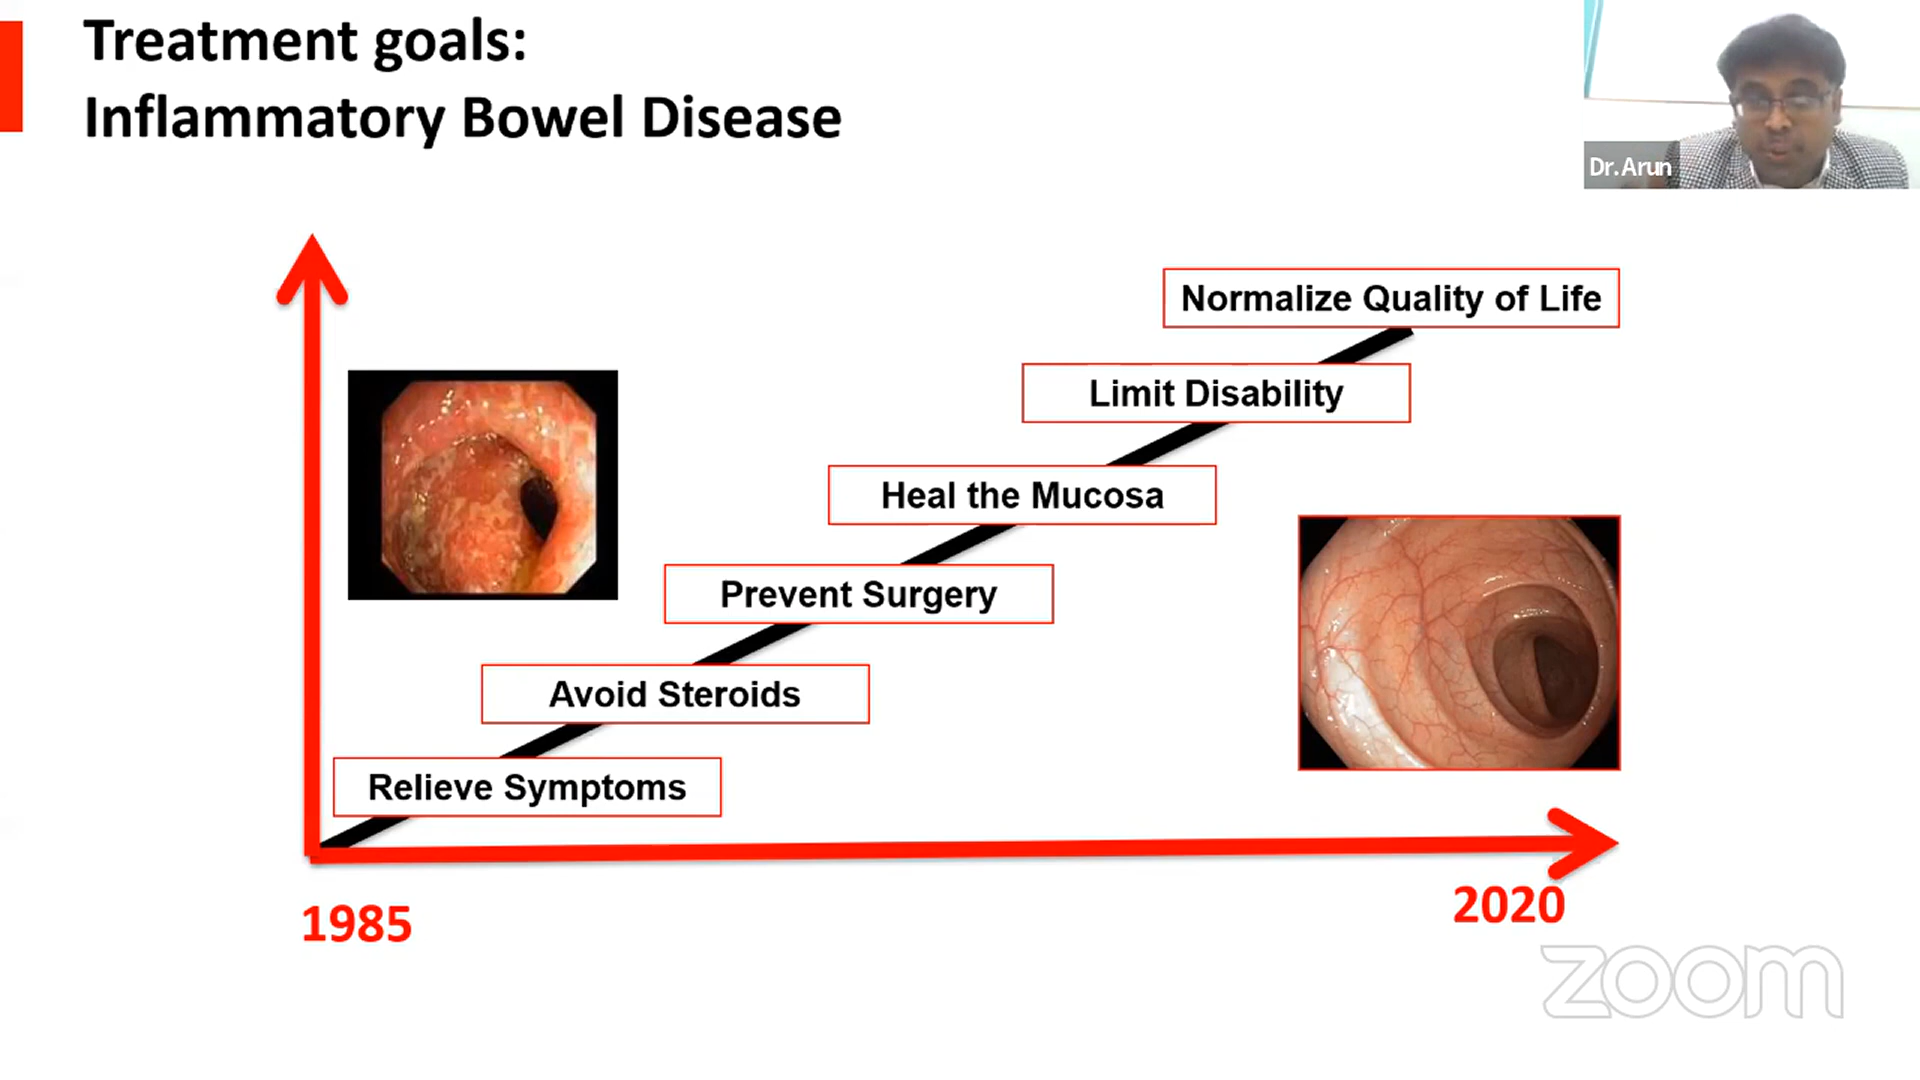 Treatment goals:
Inflammatory Bowel Disease
Dr. Arun
Normalize Quality of Life
Limit Disability
Heal the Mucosa
Prevent Surgery
Avoid Steroids
Relieve Symptoms
1985
2020
zoom